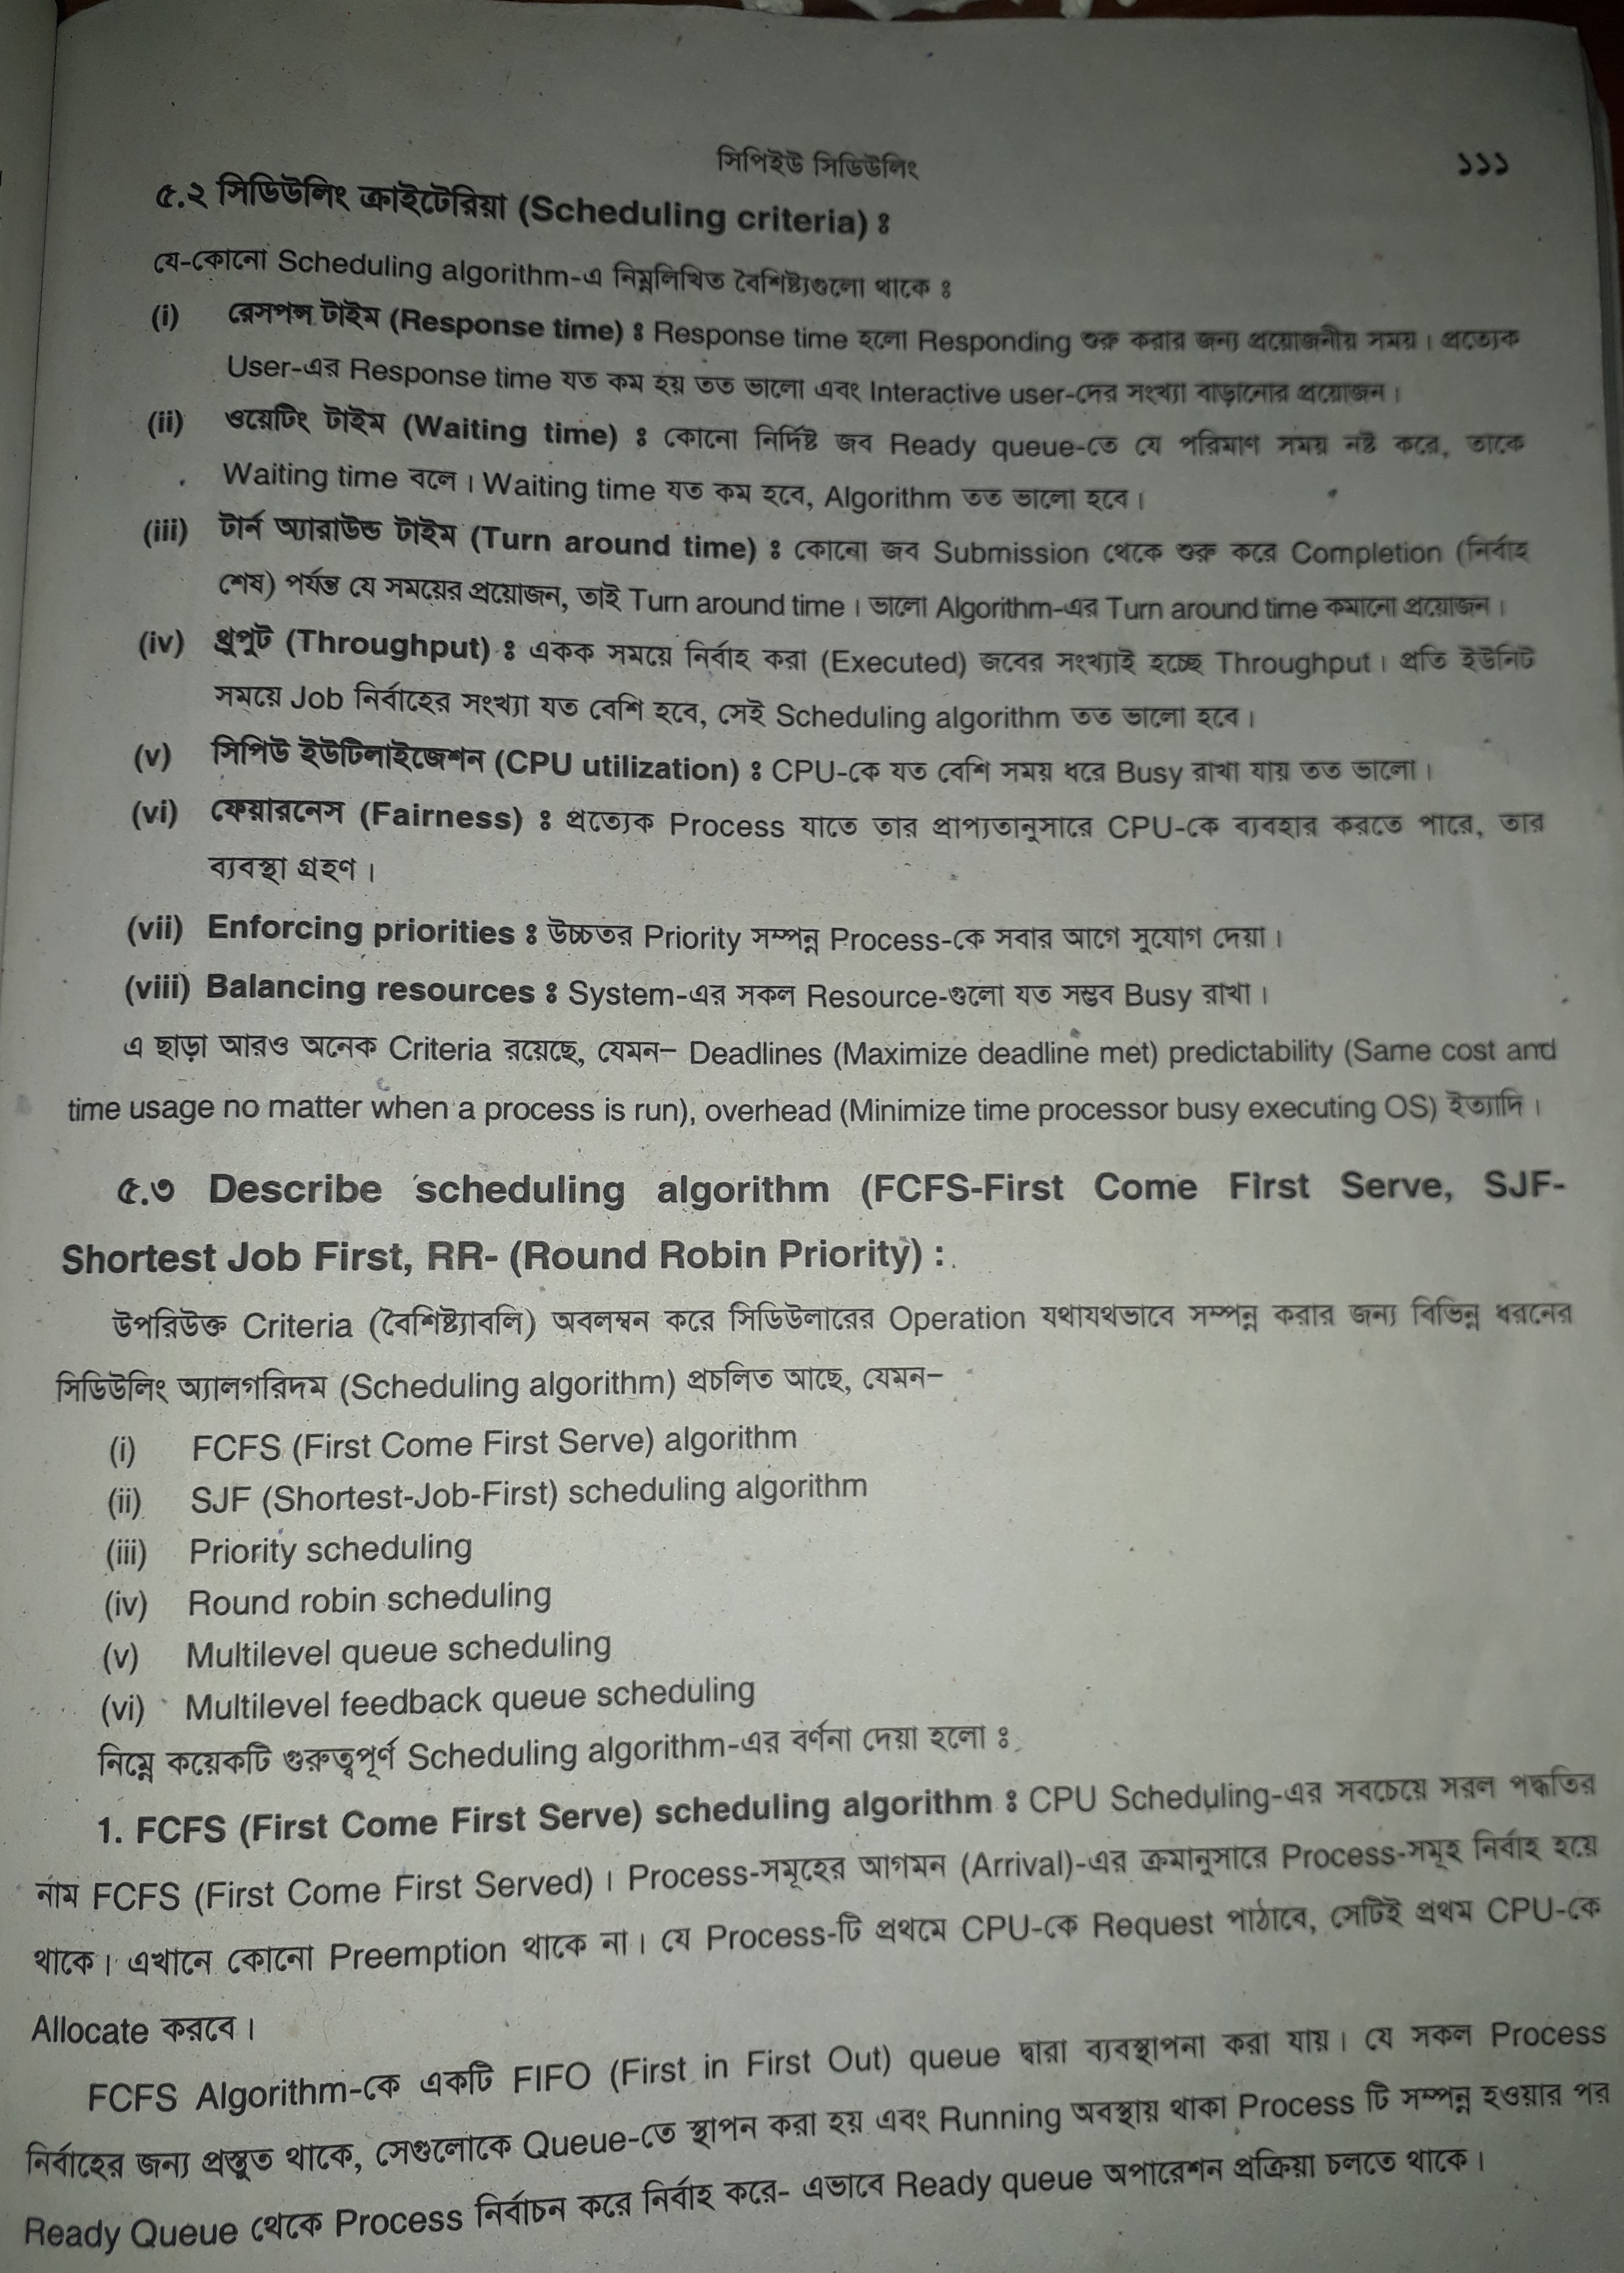 সিপিইউ সিডিউলিং ১১১
৫.২ সিডিউলিং ক্রাইটেরিয়া (Scheduling criteria) ঃ
যে-কোনো Scheduling algorithm-এ নিম্নলিখিত বৈশিষ্ট্যগুলো থাকে ঃ
(i) রেসপন্স টাইম (Response time) ঃ Response time হলো Responding শুরু করার জন্য প্রয়োজনীয় সময়। প্রত্যেক
User-এর Response time যত কম হয় তত ভালো এবং Interactive user-দের সংখ্যা বাড়ানোর প্রয়োজন।
(ii) ওয়েটিং টাইম (Waiting time) ঃ কোনো নির্দিষ্ট জব Ready queue-তে যে পরিমাণ সময় নষ্ট করে, তাকে
Waiting time বলে। Waiting time যত কম হবে, Algorithm তত ভালো হবে।
(iii) টার্ন অ্যারাউন্ড টাইম (Turn around time) ঃ কোনো জব Submission থেকে শুরু করে Completion (নির্বাহ
শেষ) পর্যন্ত যে সময়ের প্রয়োজন, তাই Turn around time। ভালো Algorithm-এর Turn around time কমানো প্রয়োজন।
(iv) থ্রুপুট (Throughput) ঃ একক সময়ে নির্বাহ করা (Executed) জবের সংখ্যাই হচ্ছে Throughput। প্রতি ইউনিট
সময়ে Job নির্বাহের সংখ্যা যত বেশি হবে, সেই Scheduling algorithm তত ভালো হবে।
(v) সিপিউ ইউটিলাইজেশন (CPU utilization) ঃ CPU-কে যত বেশি সময় ধরে Busy রাখা যায় তত ভালো।
(vi) ফেয়ারনেস (Fairness) ঃ প্রত্যেক Process যাতে তার প্রাপ্যতানুসারে CPU-কে ব্যবহার করতে পারে, তার
ব্যবস্থা গ্রহণ।
(vii) Enforcing priorities ঃ উচ্চতর Priority সম্পন্ন Process-কে সবার আগে সুযোগ দেয়া।
(viii) Balancing resources ঃ System-এর সকল Resource-গুলো যত সম্ভব Busy রাখা।
এ ছাড়া আরও অনেক Criteria রয়েছে, যেমন– Deadlines (Maximize deadline met) predictability (Same cost and
time usage no matter when a process is run), overhead (Minimize time processor busy executing OS) ইত্যাদি।
৫.৩ Describe scheduling algorithm (FCFS-First Come First Serve, SJF-
Shortest Job First, RR- (Round Robin Priority) :
উপরিউক্ত Criteria (বৈশিষ্ট্যাবলি) অবলম্বন করে সিডিউলারের Operation যথাযথভাবে সম্পন্ন করার জন্য বিভিন্ন ধরনের
সিডিউলিং অ্যালগরিদম (Scheduling algorithm) প্রচলিত আছে, যেমন–
(i) FCFS (First Come First Serve) algorithm
(ii) SJF (Shortest-Job-First) scheduling algorithm
(iii) Priority scheduling
(iv) Round robin scheduling
(v) Multilevel queue scheduling
(vi) Multilevel feedback queue scheduling
নিম্নে কয়েকটি গুরুত্বপূর্ণ Scheduling algorithm-এর বর্ণনা দেয়া হলো ঃ
1. FCFS (First Come First Serve) scheduling algorithm ঃ CPU Scheduling-এর সবচেয়ে সরল পদ্ধতির
নাম FCFS (First Come First Served)। Process-সমূহের আগমন (Arrival)-এর ক্রমানুসারে Process-সমূহ নির্বাহ হয়ে
থাকে। এখানে কোনো Preemption থাকে না। যে Process-টি প্রথমে CPU-কে Request পাঠাবে, সেটিই প্রথম CPU-কে
Allocate করবে।
FCFS Algorithm-কে একটি FIFO (First in First Out) queue দ্বারা ব্যবস্থাপনা করা যায়। যে সকল Process
নির্বাহের জন্য প্রস্তুত থাকে, সেগুলোকে Queue-তে স্থাপন করা হয় এবং Running অবস্থায় থাকা Process টি সম্পন্ন হওয়ার পর
Ready Queue থেকে Process নির্বাচন করে নির্বাহ করে- এভাবে Ready queue অপারেশন প্রক্রিয়া চলতে থাকে।